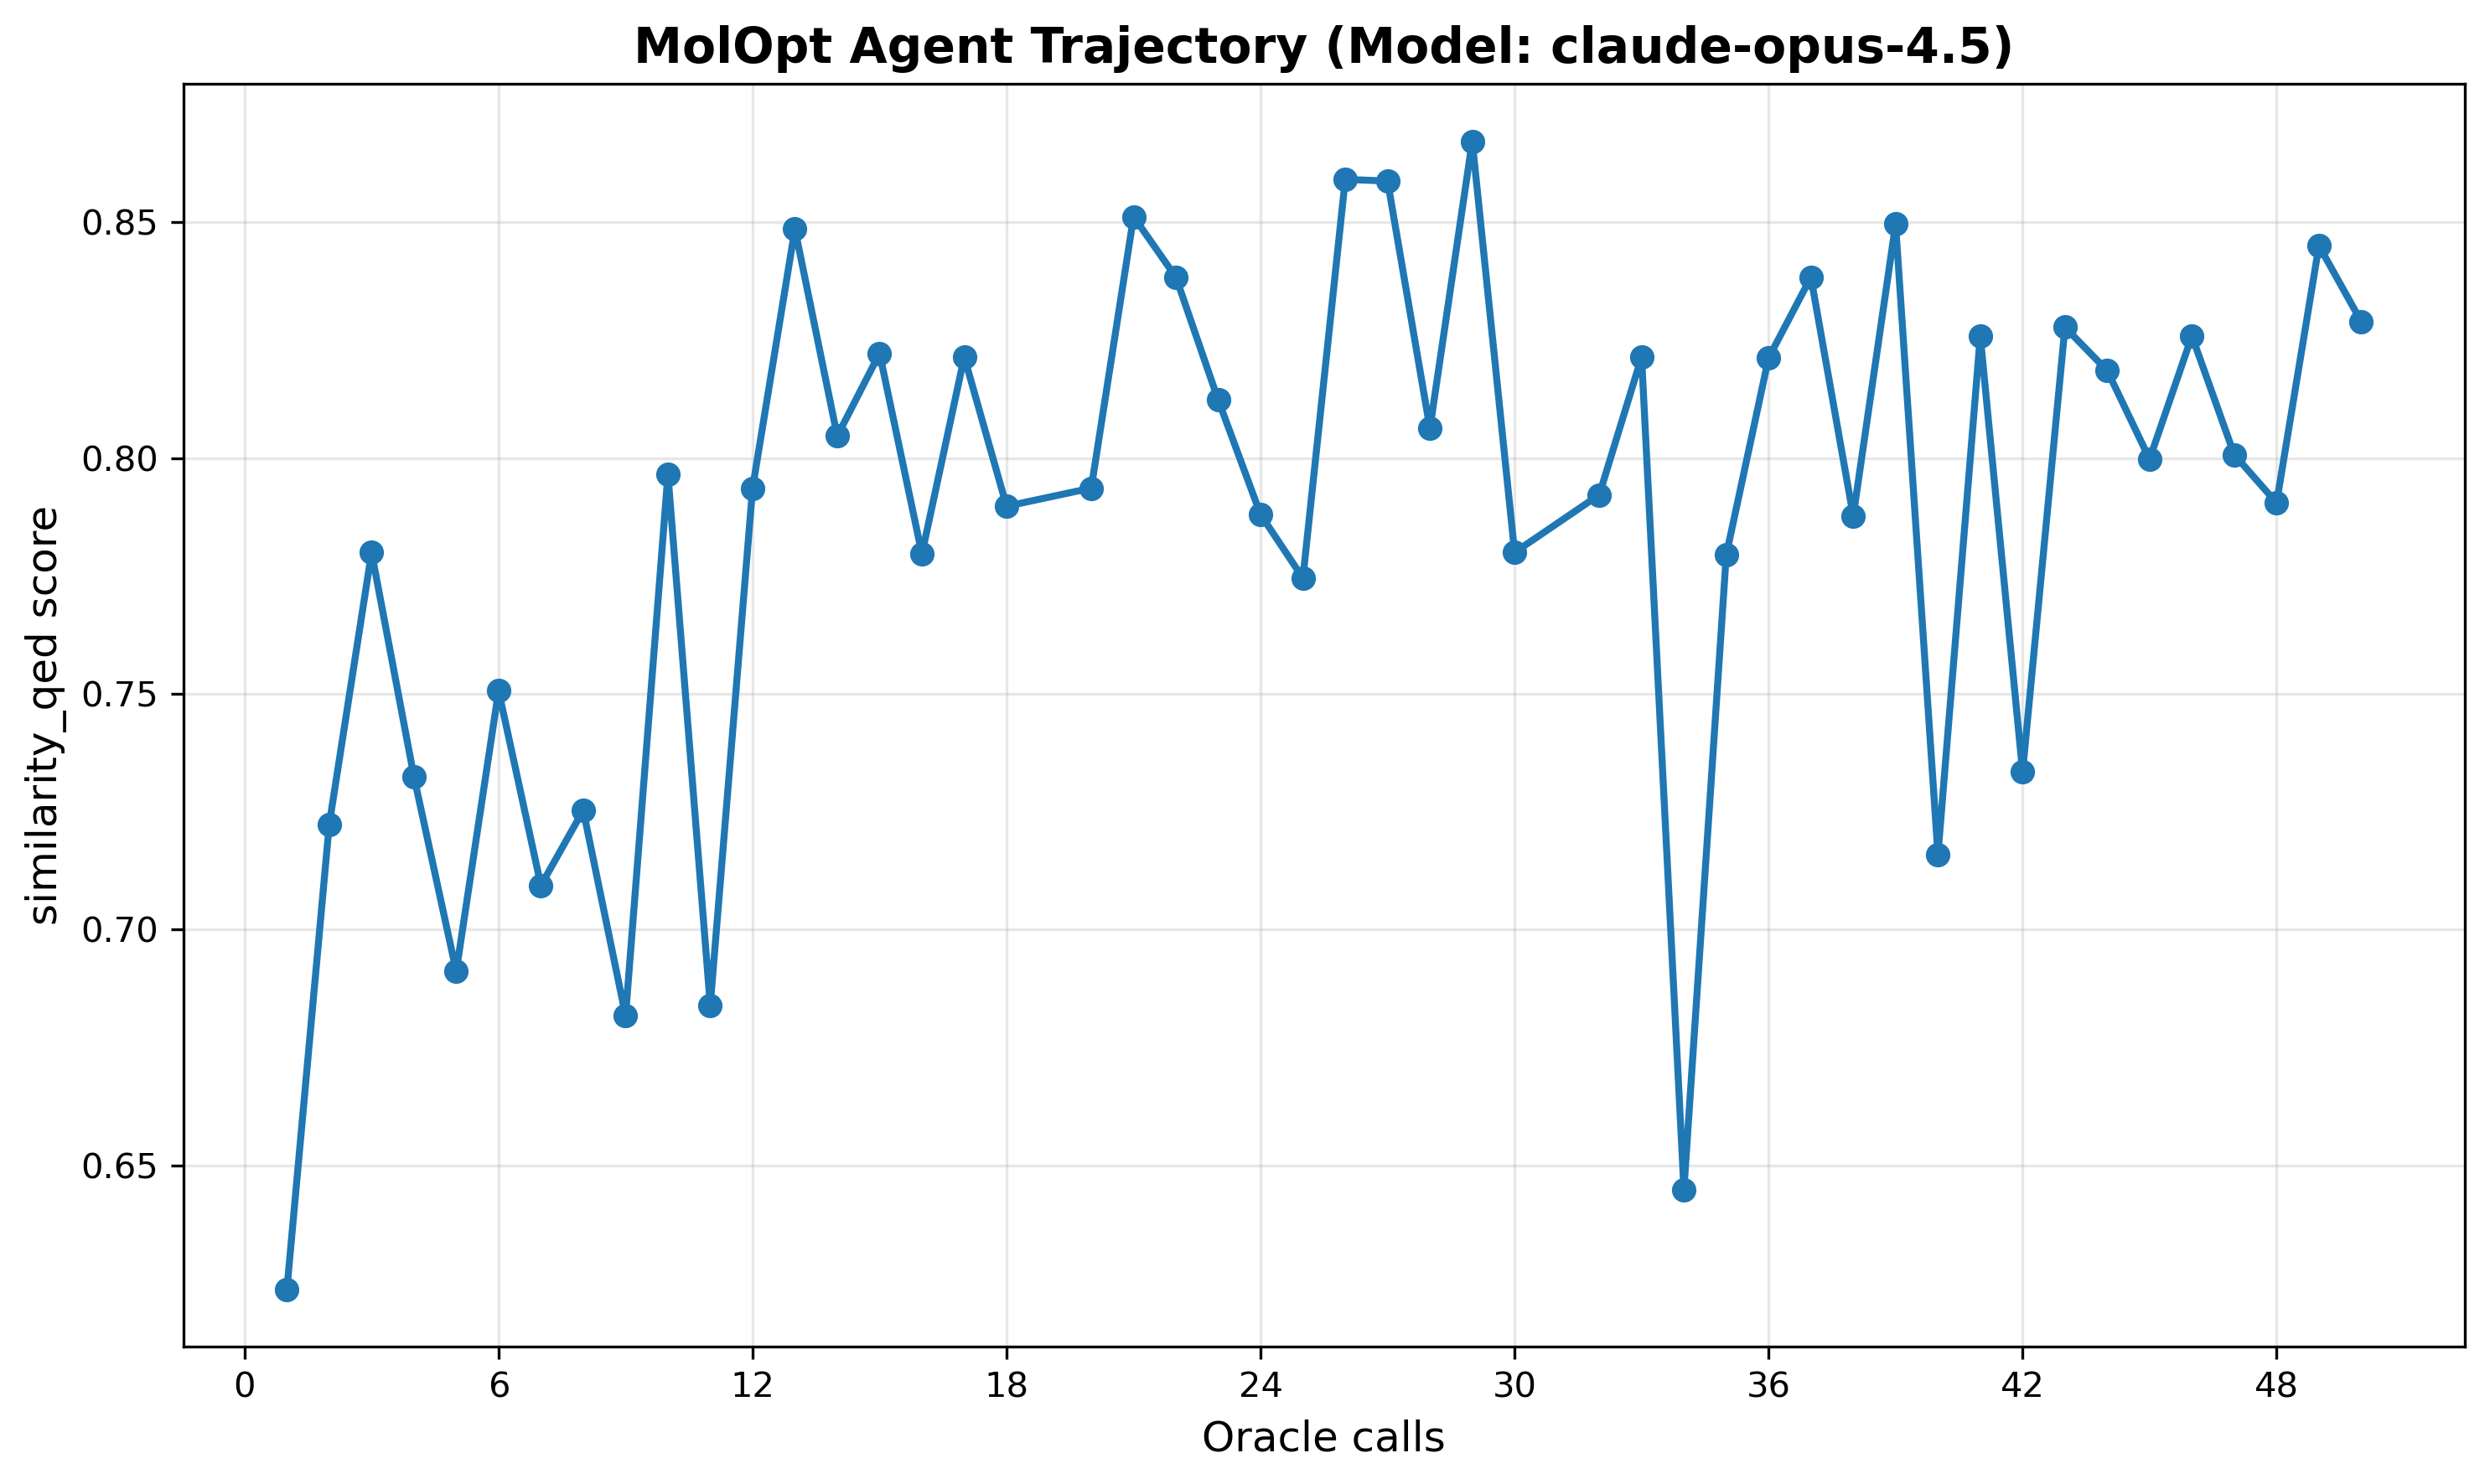 MolOpt Agent Trajectory (Model: claude-opus-4.5)
similarity_qed score
0.85
0.80
0.75
0.70
0.65
0 6 12 18 24 30 36 42 48
Oracle calls